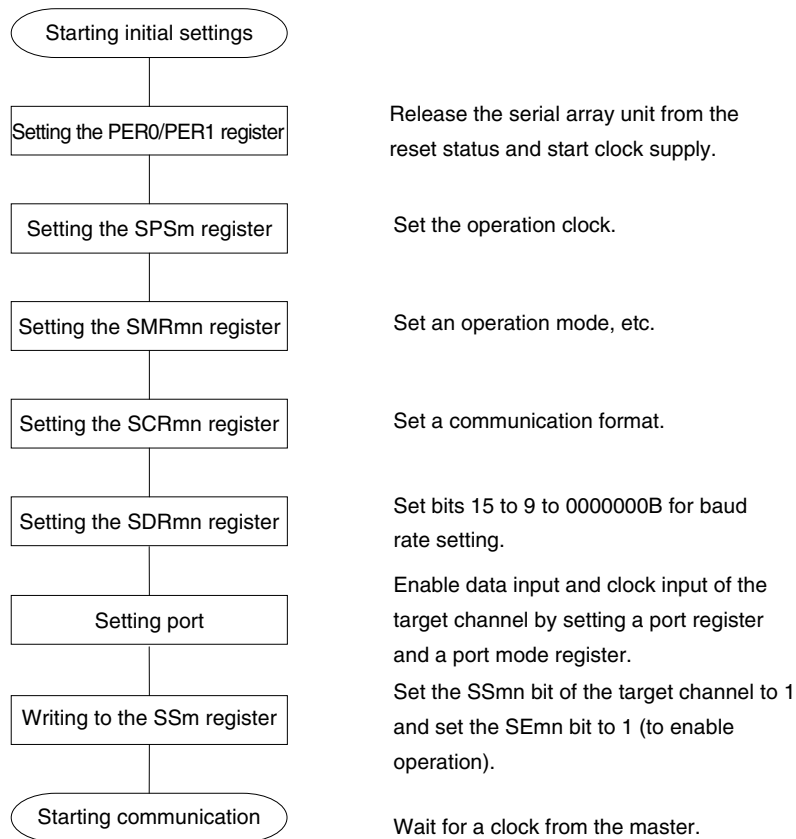 Starting initial settings
Setting the PER0/PER1 register
Release the serial array unit from the
reset status and start clock supply.
Setting the SPSm register
Set the operation clock.
Setting the SMRmn register
Set an operation mode, etc.
Setting the SCRmn register
Set a communication format.
Setting the SDRmn register
Set bits 15 to 9 to 0000000B for baud
rate setting.
Setting port
Enable data input and clock input of the
target channel by setting a port register
and a port mode register.
Writing to the SSm register
Set the SSmn bit of the target channel to 1
and set the SEmn bit to 1 (to enable
operation).
Starting communication
Wait for a clock from the master.